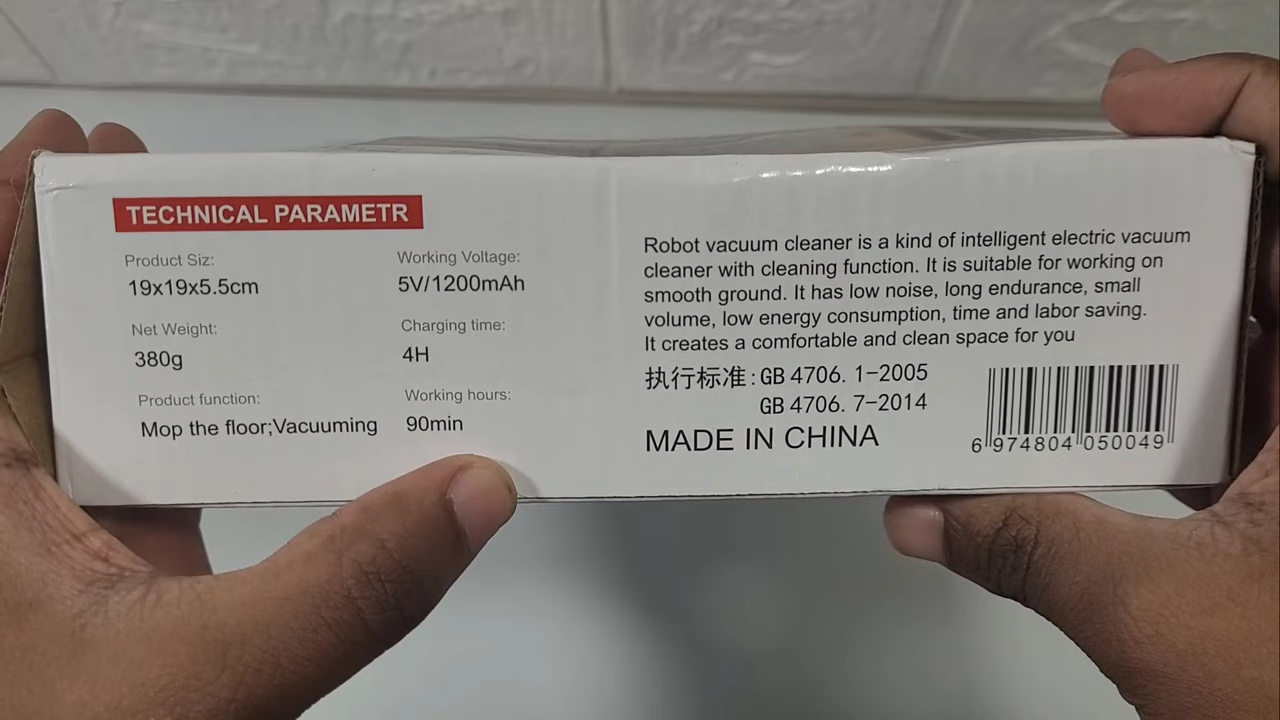 TECHNICAL PARAMETR
Product Siz:
19x19x5.5cm
Working Voltage:
5V/1200mAh
Net Weight:
380g
Charging time:
4H
Product function:
Mop the floor;Vacuuming
Working hours:
90min
Robot vacuum cleaner is a kind of intelligent electric vacuum
cleaner with cleaning function. It is suitable for working on
smooth ground. It has low noise, long endurance, small
volume, low energy consumption, time and labor saving.
It creates a comfortable and clean space for you
执行标准:GB 4706. 1-2005
GB 4706. 7-2014
MADE IN CHINA
6 974804 050049